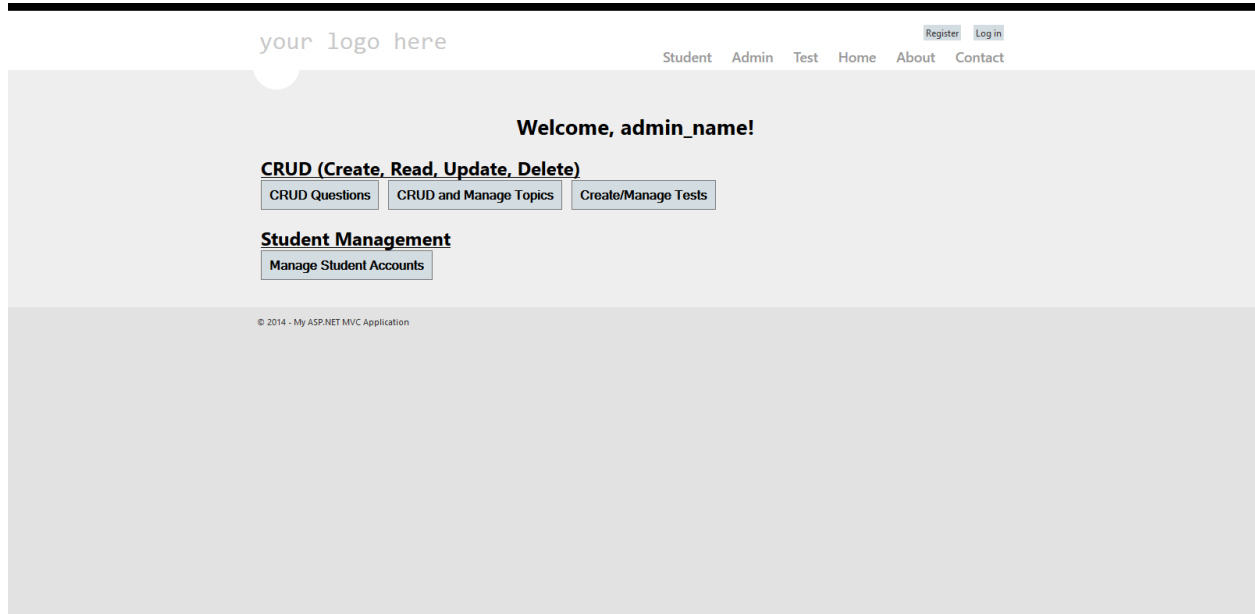 your logo here
Register Log in
Student Admin Test Home About Contact
Welcome, admin_name!
CRUD (Create, Read, Update, Delete)
CRUD Questions CRUD and Manage Topics Create/Manage Tests
Student Management
Manage Student Accounts
© 2014 - My ASP.NET MVC Application